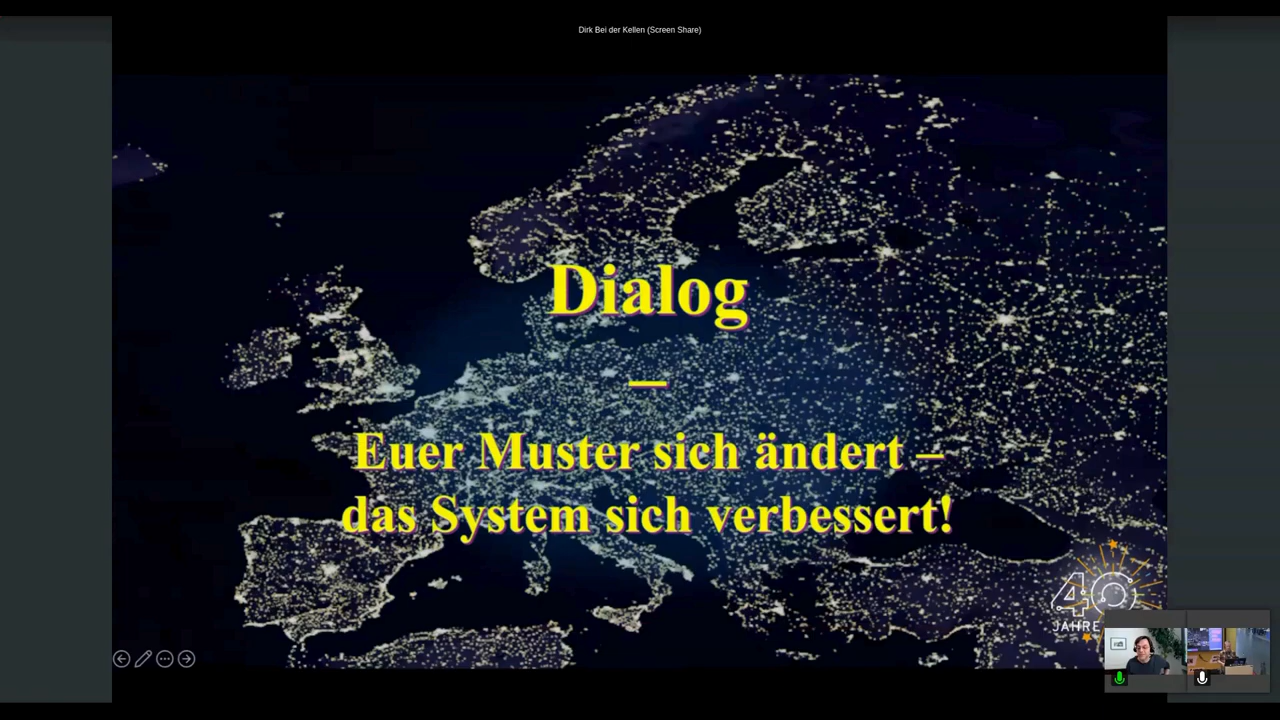 Dirk Bei der Kellen (Screen Share)
Dialog
–
Euer Muster sich ändert –
das System sich verbessert!
40
JAHRE